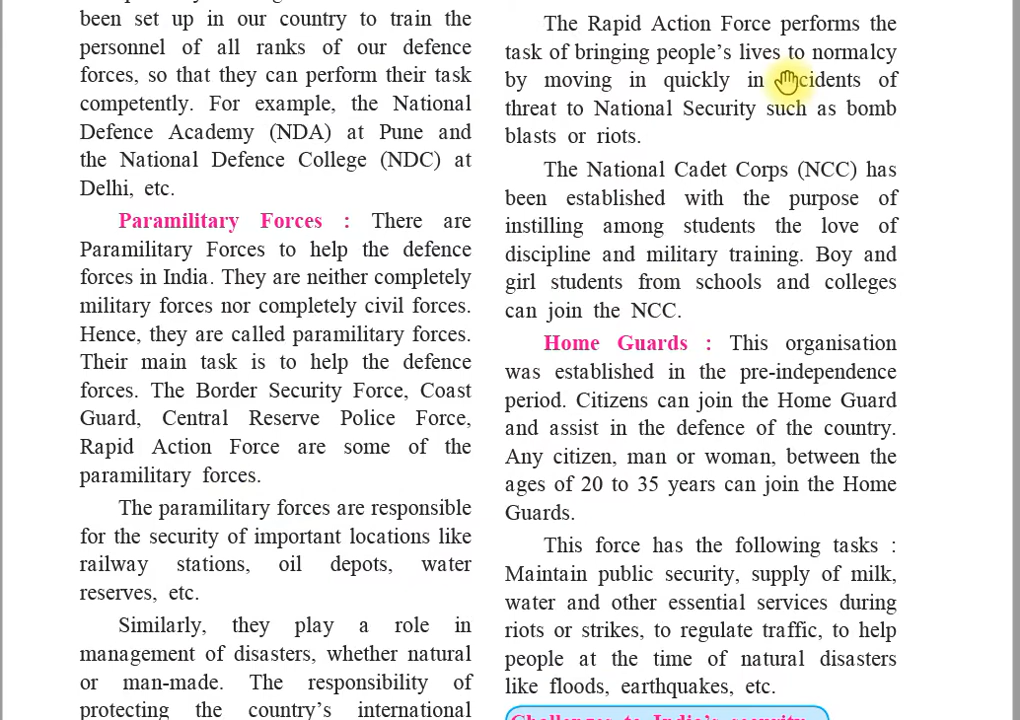 been set up in our country to train the
personnel of all ranks of our defence
forces, so that they can perform their task
competently. For example, the National
Defence Academy (NDA) at Pune and
the National Defence College (NDC) at
Delhi, etc.
Paramilitary Forces : There are
Paramilitary Forces to help the defence
forces in India. They are neither completely
military forces nor completely civil forces.
Hence, they are called paramilitary forces.
Their main task is to help the defence
forces. The Border Security Force, Coast
Guard, Central Reserve Police Force,
Rapid Action Force are some of the
paramilitary forces.
The paramilitary forces are responsible
for the security of important locations like
railway stations, oil depots, water
reserves, etc.
Similarly, they play a role in
management of disasters, whether natural
or man-made. The responsibility of
protecting the country's international
The Rapid Action Force performs the
task of bringing people's lives to normalcy
by moving in quickly in incidents of
threat to National Security such as bomb
blasts or riots.
The National Cadet Corps (NCC) has
been established with the purpose of
instilling among students the love of
discipline and military training. Boy and
girl students from schools and colleges
can join the NCC.
Home Guards : This organisation
was established in the pre-independence
period. Citizens can join the Home Guard
and assist in the defence of the country.
Any citizen, man or woman, between the
ages of 20 to 35 years can join the Home
Guards.
This force has the following tasks :
Maintain public security, supply of milk,
water and other essential services during
riots or strikes, to regulate traffic, to help
people at the time of natural disasters
like floods, earthquakes, etc.
Challenges to India's security